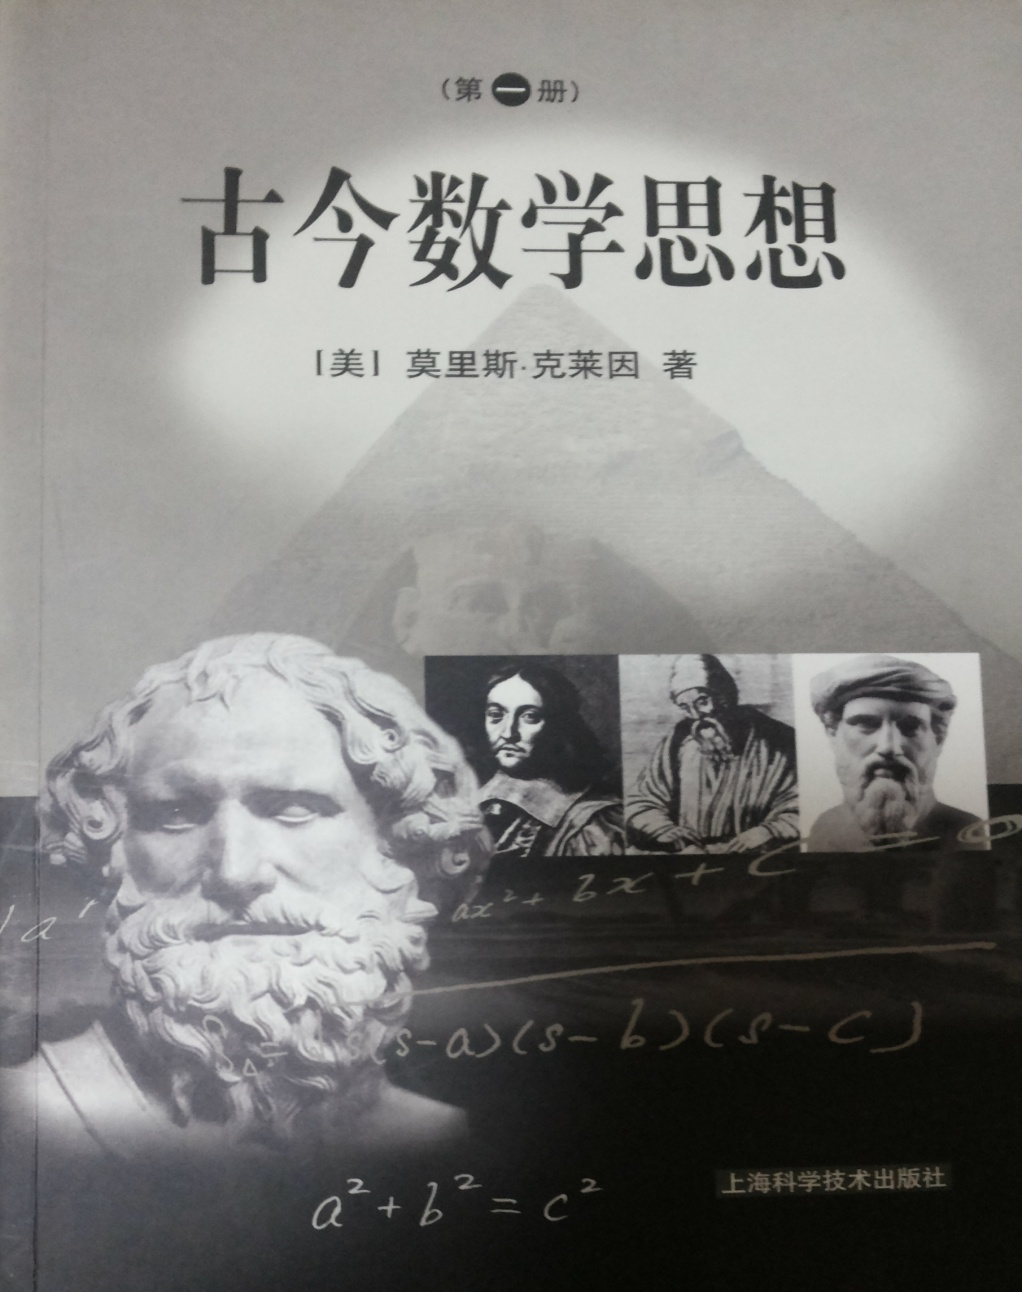 （第一册）
古今数学思想
[美] 莫里斯·克莱因 著
ax²+bx+c=0
s(s-a)(s-b)(s-c)
a²+b²=c²
上海科学技术出版社